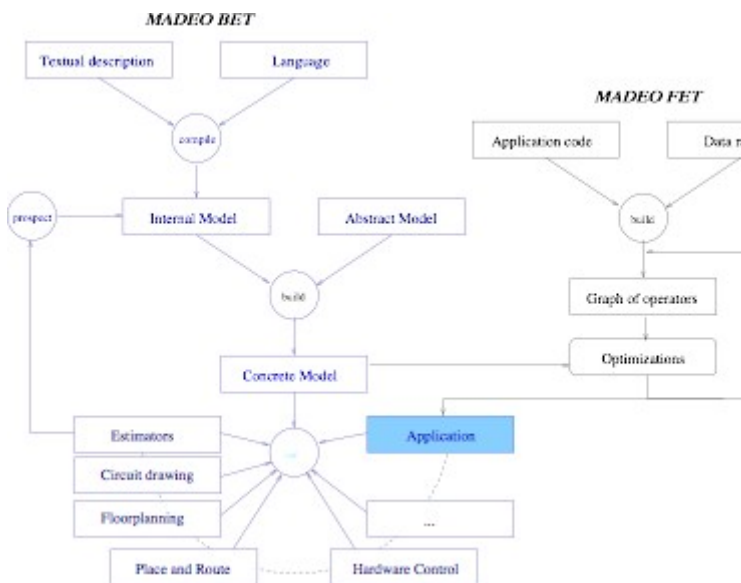 MADEO BET
Textual description
Language
MADEO FET
Application code
Data
compile
prospect
Internal Model
Abstract Model
build
build
Graph of operators
Concrete Model
Optimizations
Estimators
Application
Circuit drawing
Floorplanning
...
Place and Route
Hardware Control